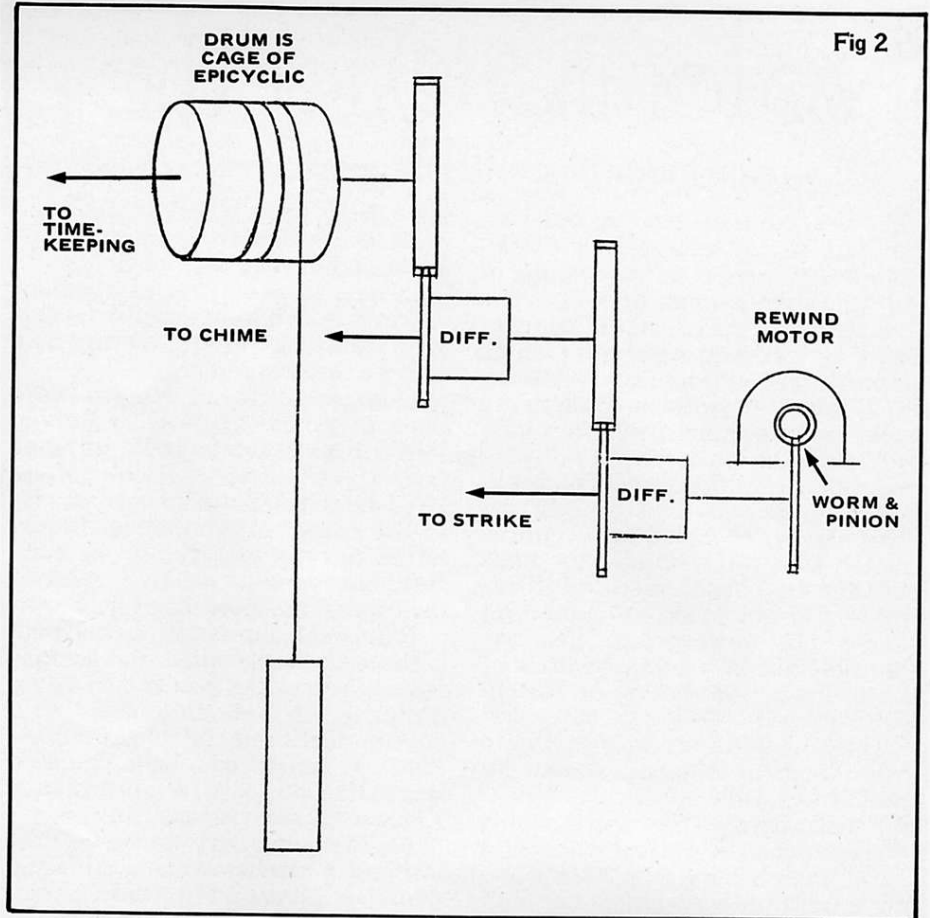 Fig 2
DRUM IS
CAGE OF
EPICYCLIC
TO
TIME-
KEEPING
TO CHIME
DIFF.
REWIND
MOTOR
TO STRIKE
DIFF.
WORM &
PINION